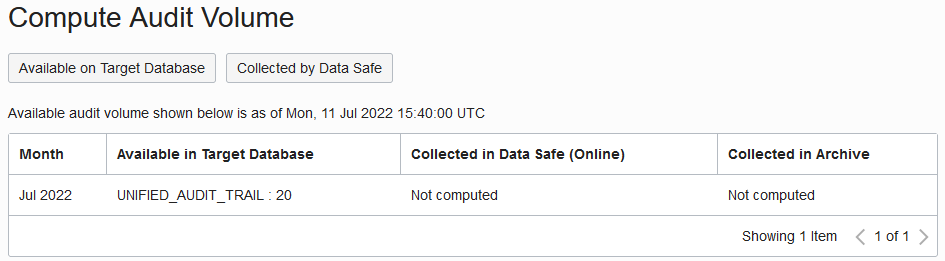 Compute Audit Volume
Available on Target Database Collected by Data Safe
Available audit volume shown below is as of Mon, 11 Jul 2022 15:40:00 UTC
Month Available in Target Database Collected in Data Safe (Online) Collected in Archive
Jul 2022 UNIFIED_AUDIT_TRAIL : 20 Not computed Not computed
Showing 1 Item 1 of 1